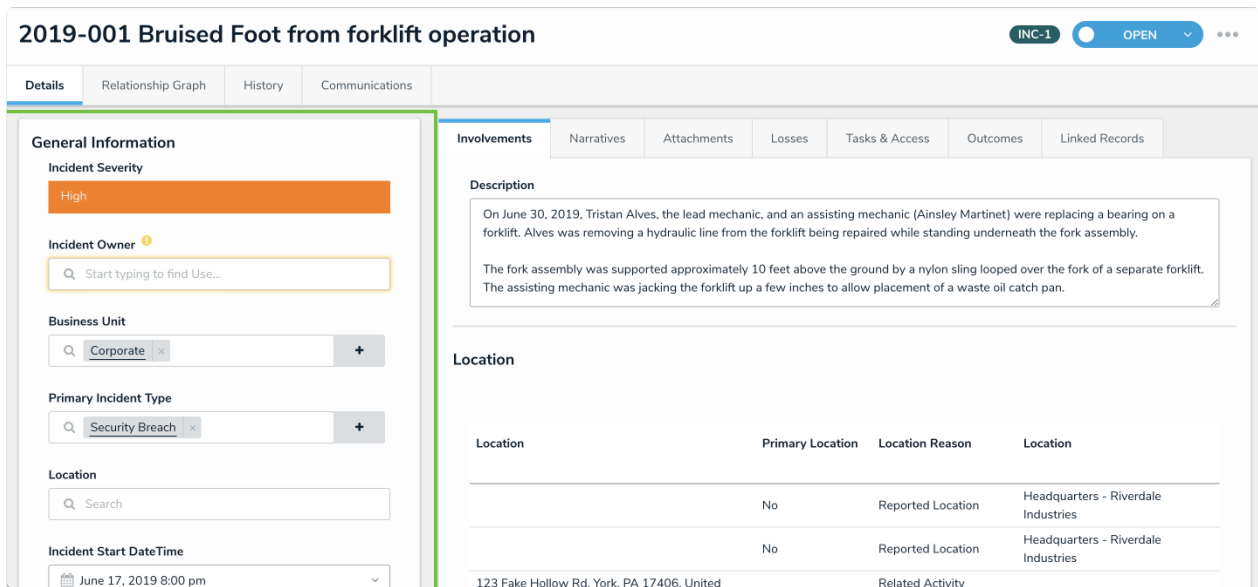 2019-001 Bruised Foot from forklift operation
INC-1
OPEN
Details
Relationship Graph
History
Communications
General Information
Incident Severity
High
Incident Owner
Start typing to find Use...
Business Unit
Corporate ×
+
Primary Incident Type
Security Breach ×
+
Location
Search
Incident Start DateTime
June 17, 2019 8:00 pm
Involvements
Narratives
Attachments
Losses
Tasks & Access
Outcomes
Linked Records
Description
On June 30, 2019, Tristan Alves, the lead mechanic, and an assisting mechanic (Ainsley Martinet) were replacing a bearing on a
forklift. Alves was removing a hydraulic line from the forklift being repaired while standing underneath the fork assembly.
The fork assembly was supported approximately 10 feet above the ground by a nylon sling looped over the fork of a separate forklift.
The assisting mechanic was jacking the forklift up a few inches to allow placement of a waste oil catch pan.
Location
Location Primary Location Location Reason Location
No Reported Location Headquarters - Riverdale
Industries
No Reported Location Headquarters - Riverdale
Industries
123 Fake Hollow Rd, York, PA 17406, United Related Activity